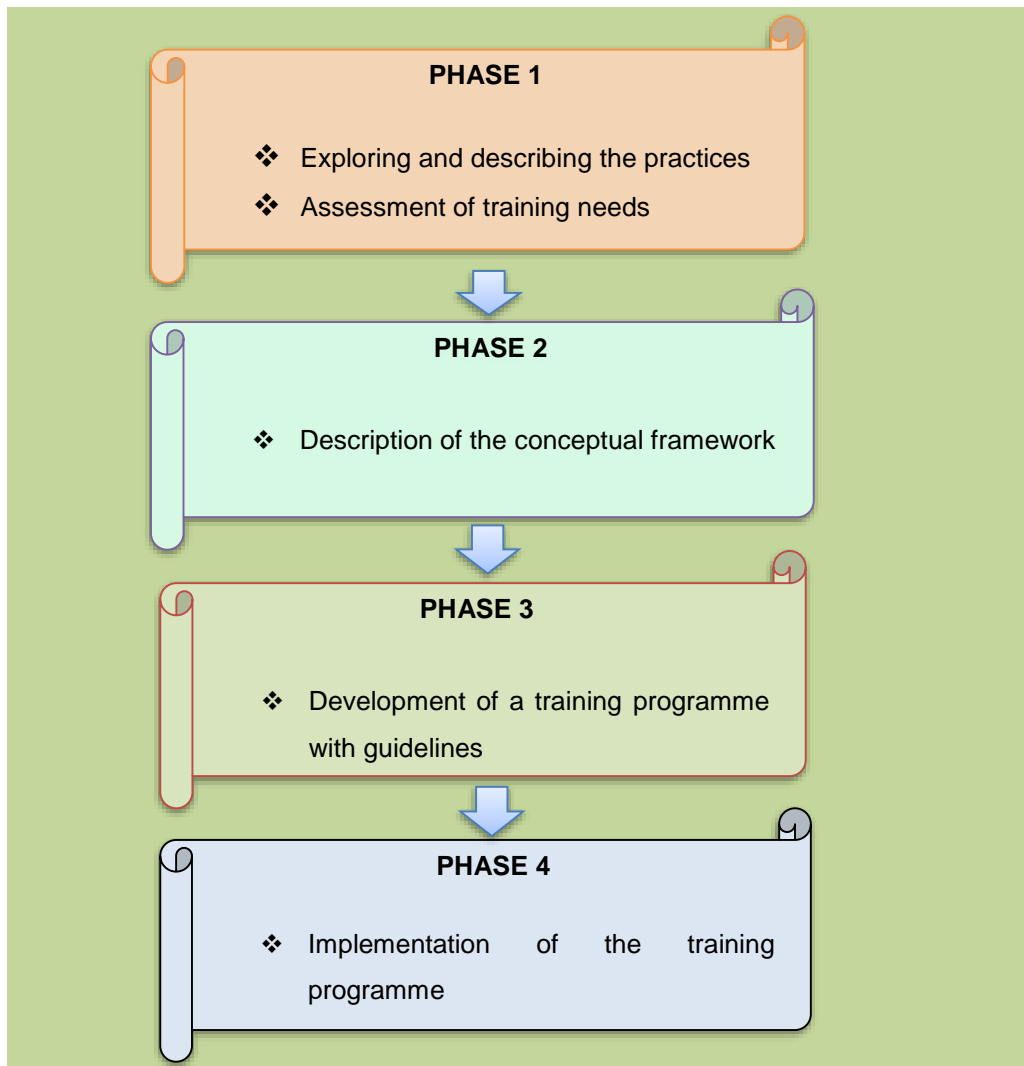 PHASE 1
❖ Exploring and describing the practices
❖ Assessment of training needs
PHASE 2
❖ Description of the conceptual framework
PHASE 3
❖ Development of a training programme
with guidelines
PHASE 4
❖ Implementation of the training
programme